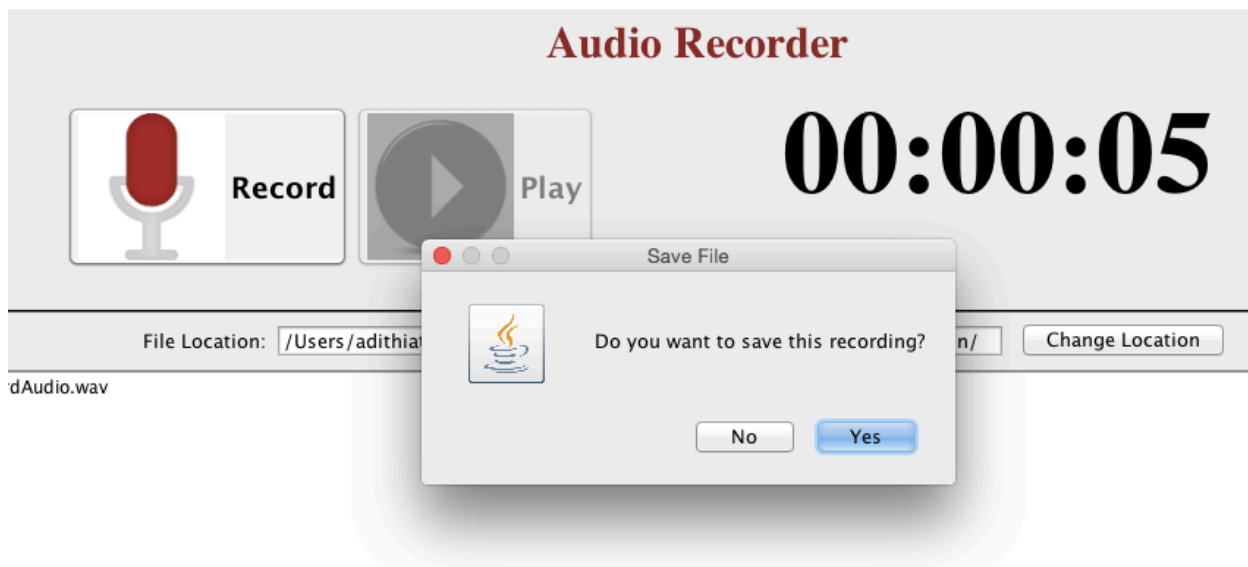 Audio Recorder
Record
Play
00:00:05
Save File
Do you want to save this recording?
File Location: /Users/adithia n/ Change Location
dAudio.wav
No Yes